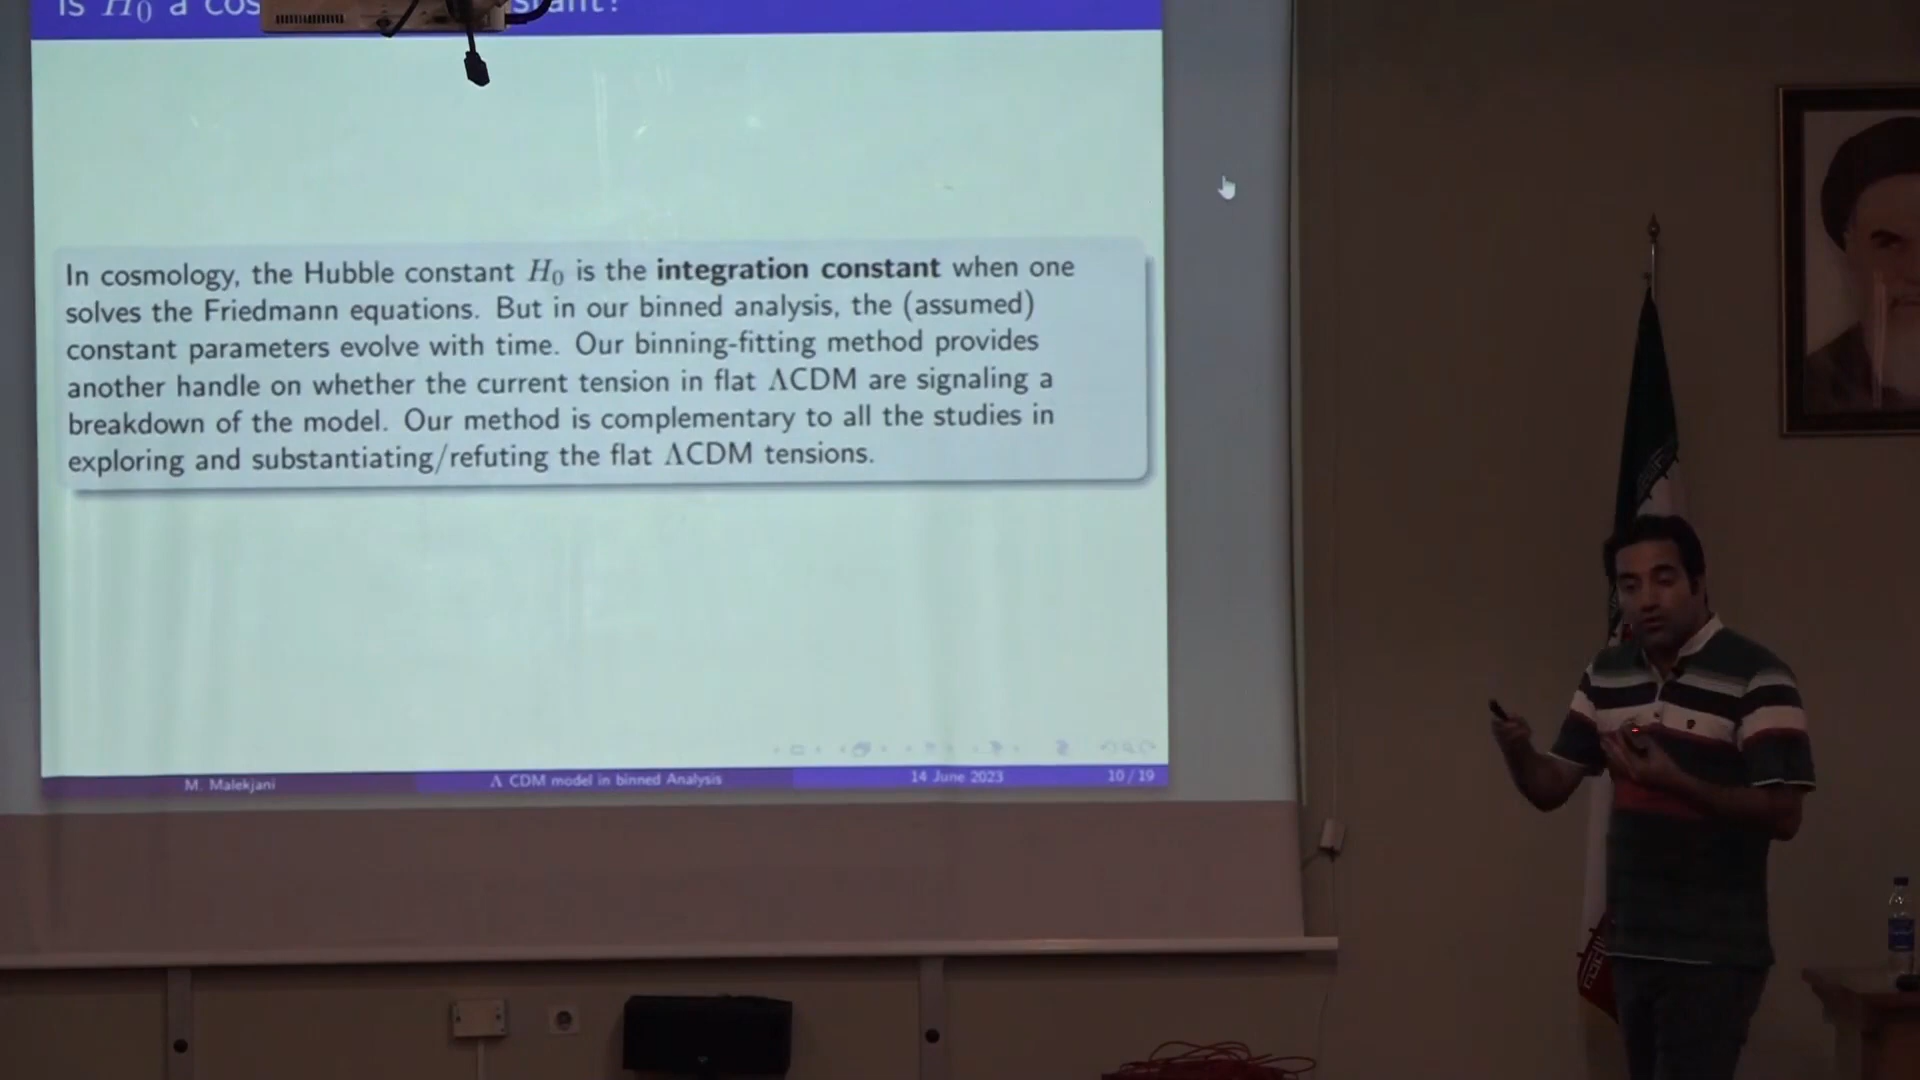 is H₀ a cos stant?
In cosmology, the Hubble constant H₀ is the integration constant when one
solves the Friedmann equations. But in our binned analysis, the (assumed)
constant parameters evolve with time. Our binning-fitting method provides
another handle on whether the current tension in flat ΛCDM are signaling a
breakdown of the model. Our method is complementary to all the studies in
exploring and substantiating/refuting the flat ΛCDM tensions.
M. Malekjani Λ CDM model in binned Analysis 14 June 2023 10 / 19